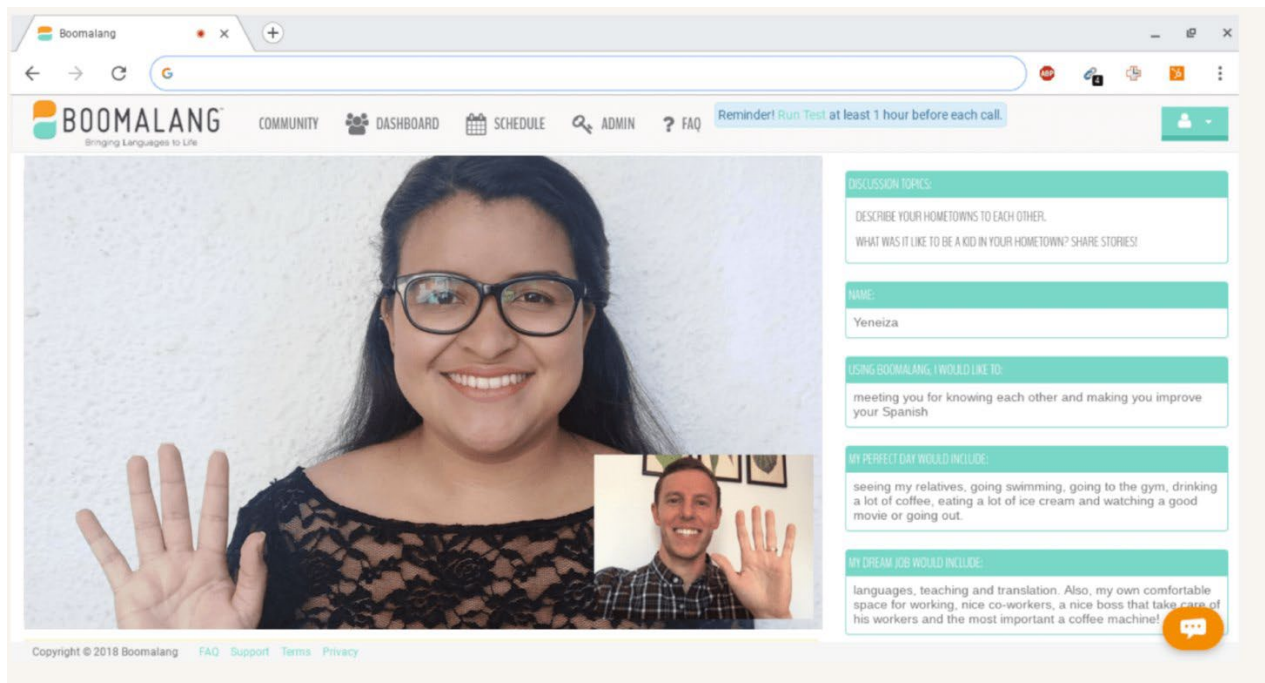 Boomalang
4
BOOMALANG™
Bringing Languages to Life
COMMUNITY
DASHBOARD
SCHEDULE
ADMIN
? FAQ
Reminder! Run Test at least 1 hour before each call.
DISCUSSION TOPICS:
DESCRIBE YOUR HOMETOWNS TO EACH OTHER.
WHAT WAS IT LIKE TO BE A KID IN YOUR HOMETOWN? SHARE STORIES!
NAME:
Yeneiza
USING BOOMALANG, I WOULD LIKE TO:
meeting you for knowing each other and making you improve
your Spanish
MY PERFECT DAY WOULD INCLUDE:
seeing my relatives, going swimming, going to the gym, drinking
a lot of coffee, eating a lot of ice cream and watching a good
movie or going out.
MY DREAM JOB WOULD INCLUDE:
languages, teaching and translation. Also, my own comfortable
space for working, nice co-workers, a nice boss that take care of
his workers and the most important a coffee machine!
Copyright © 2018 Boomalang FAQ Support Terms Privacy